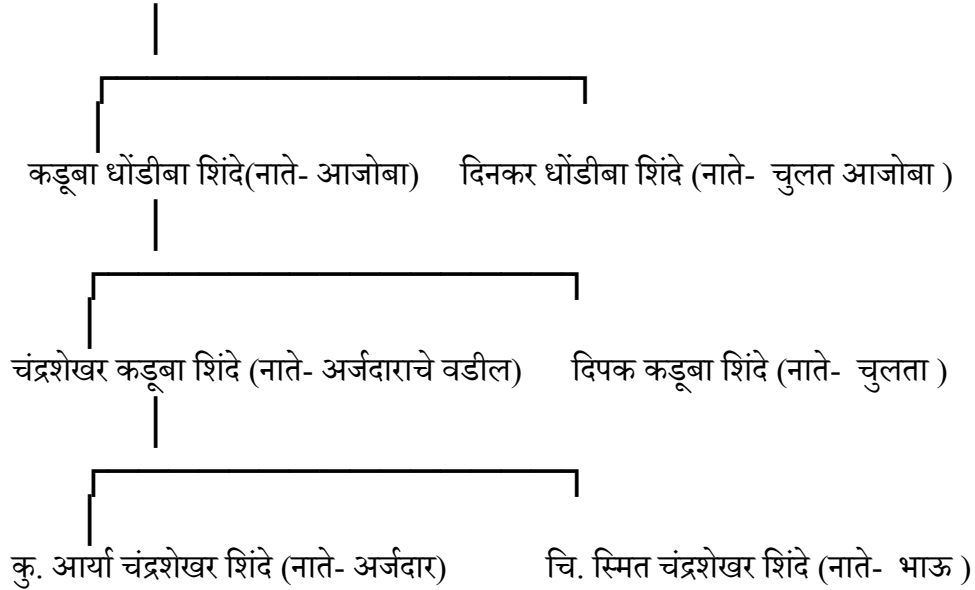 कडूबा धोंडीबा शिंदे(नाते- आजोबा) दिनकर धोंडीबा शिंदे (नाते- चुलत आजोबा )
चंद्रशेखर कडूबा शिंदे (नाते- अर्जदाराचे वडील) दिपक कडूबा शिंदे (नाते- चुलता )
कु. आर्या चंद्रशेखर शिंदे (नाते- अर्जदार) चि. स्मित चंद्रशेखर शिंदे (नाते- भाऊ )